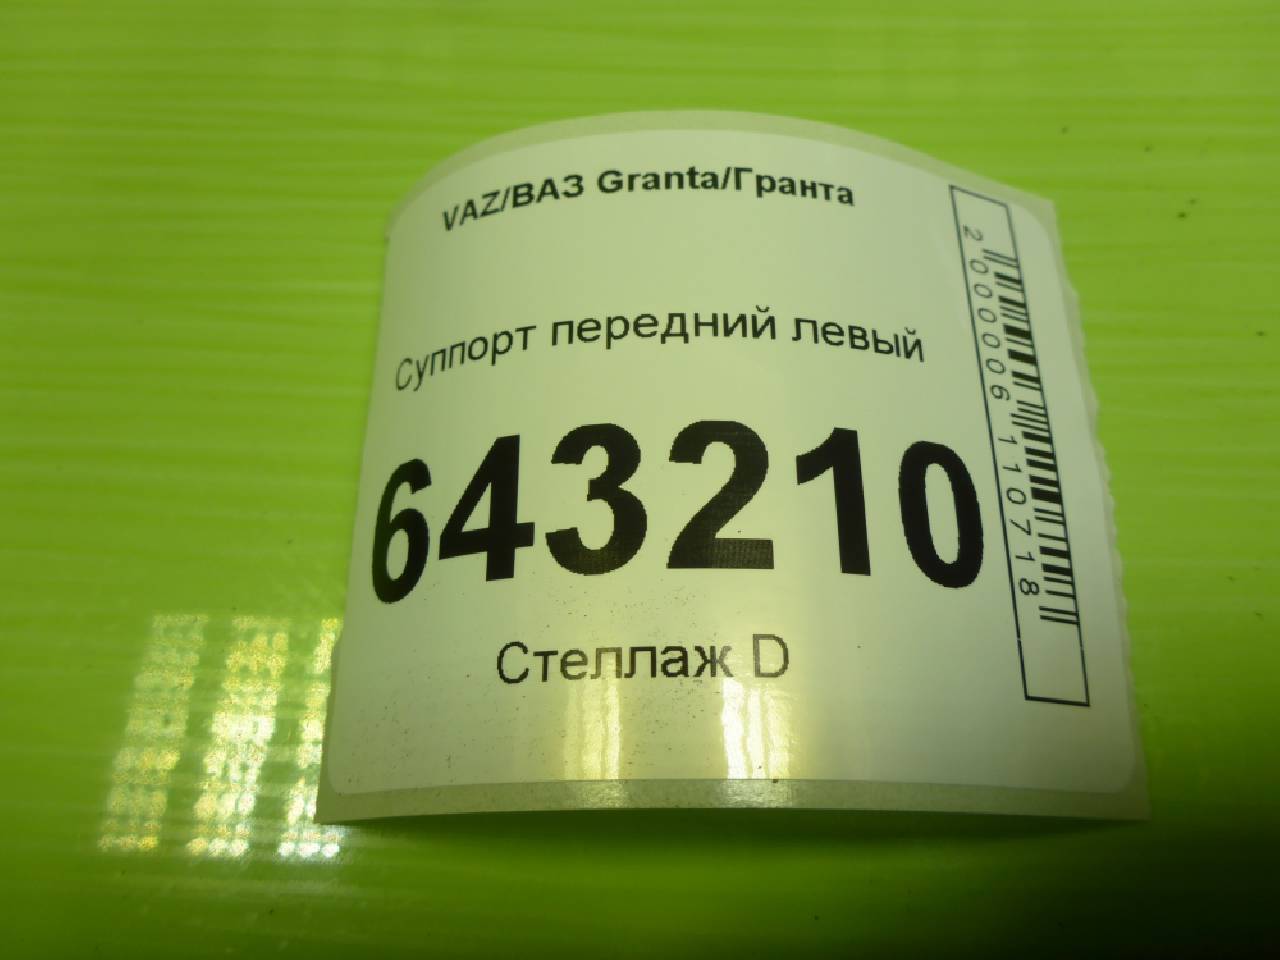 VAZ/ВАЗ Granta/Гранта
Суппорт передний левый
643210
Стеллаж D
2000006110718